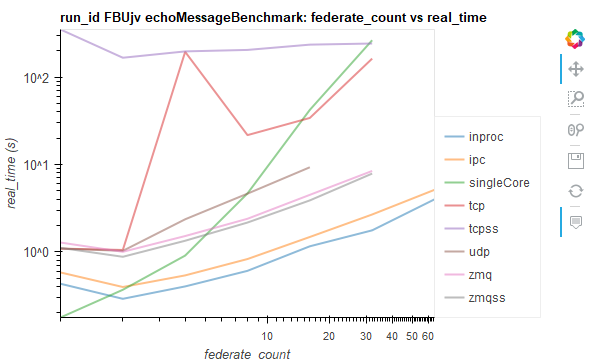 run_id FBUjv echoMessageBenchmark: federate_count vs real_time
real_time (s)
10^2
10^1
10^0
10
20
30
40
50
60
federate_count
inproc
ipc
singleCore
tcp
tcpss
udp
zmq
zmqss